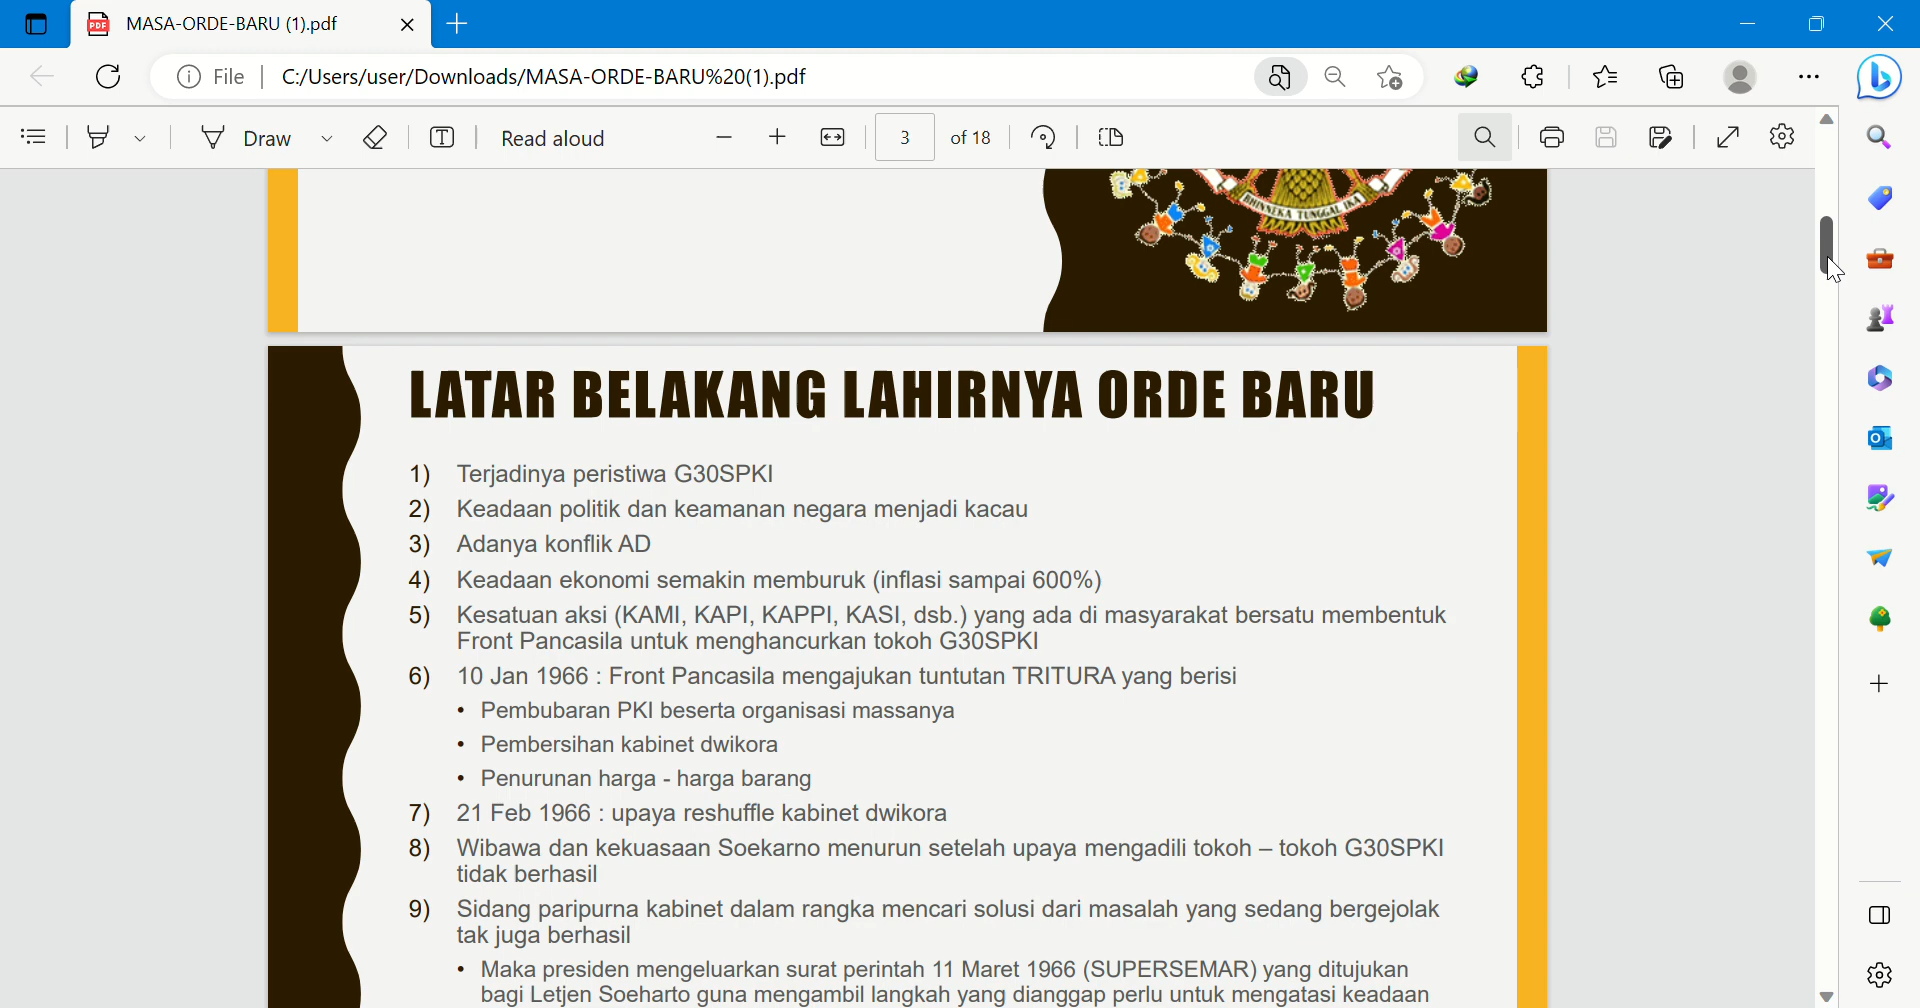 MASA-ORDE-BARU (1).pdf
File
C:/Users/user/Downloads/MASA-ORDE-BARU%20(1).pdf
Draw
Read aloud
3
of 18
BHINNEKA TUNGGAL IKA
LATAR BELAKANG LAHIRNYA ORDE BARU
1) Terjadinya peristiwa G30SPKI
2) Keadaan politik dan keamanan negara menjadi kacau
3) Adanya konflik AD
4) Keadaan ekonomi semakin memburuk (inflasi sampai 600%)
5) Kesatuan aksi (KAMI, KAPI, KAPPI, KASI, dsb.) yang ada di masyarakat bersatu membentuk
Front Pancasila untuk menghancurkan tokoh G30SPKI
6) 10 Jan 1966 : Front Pancasila mengajukan tuntutan TRITURA yang berisi
• Pembubaran PKI beserta organisasi massanya
• Pembersihan kabinet dwikora
• Penurunan harga - harga barang
7) 21 Feb 1966 : upaya reshuffle kabinet dwikora
8) Wibawa dan kekuasaan Soekarno menurun setelah upaya mengadili tokoh – tokoh G30SPKI
tidak berhasil
9) Sidang paripurna kabinet dalam rangka mencari solusi dari masalah yang sedang bergejolak
tak juga berhasil
• Maka presiden mengeluarkan surat perintah 11 Maret 1966 (SUPERSEMAR) yang ditujukan
bagi Letjen Soeharto guna mengambil langkah yang dianggap perlu untuk mengatasi keadaan